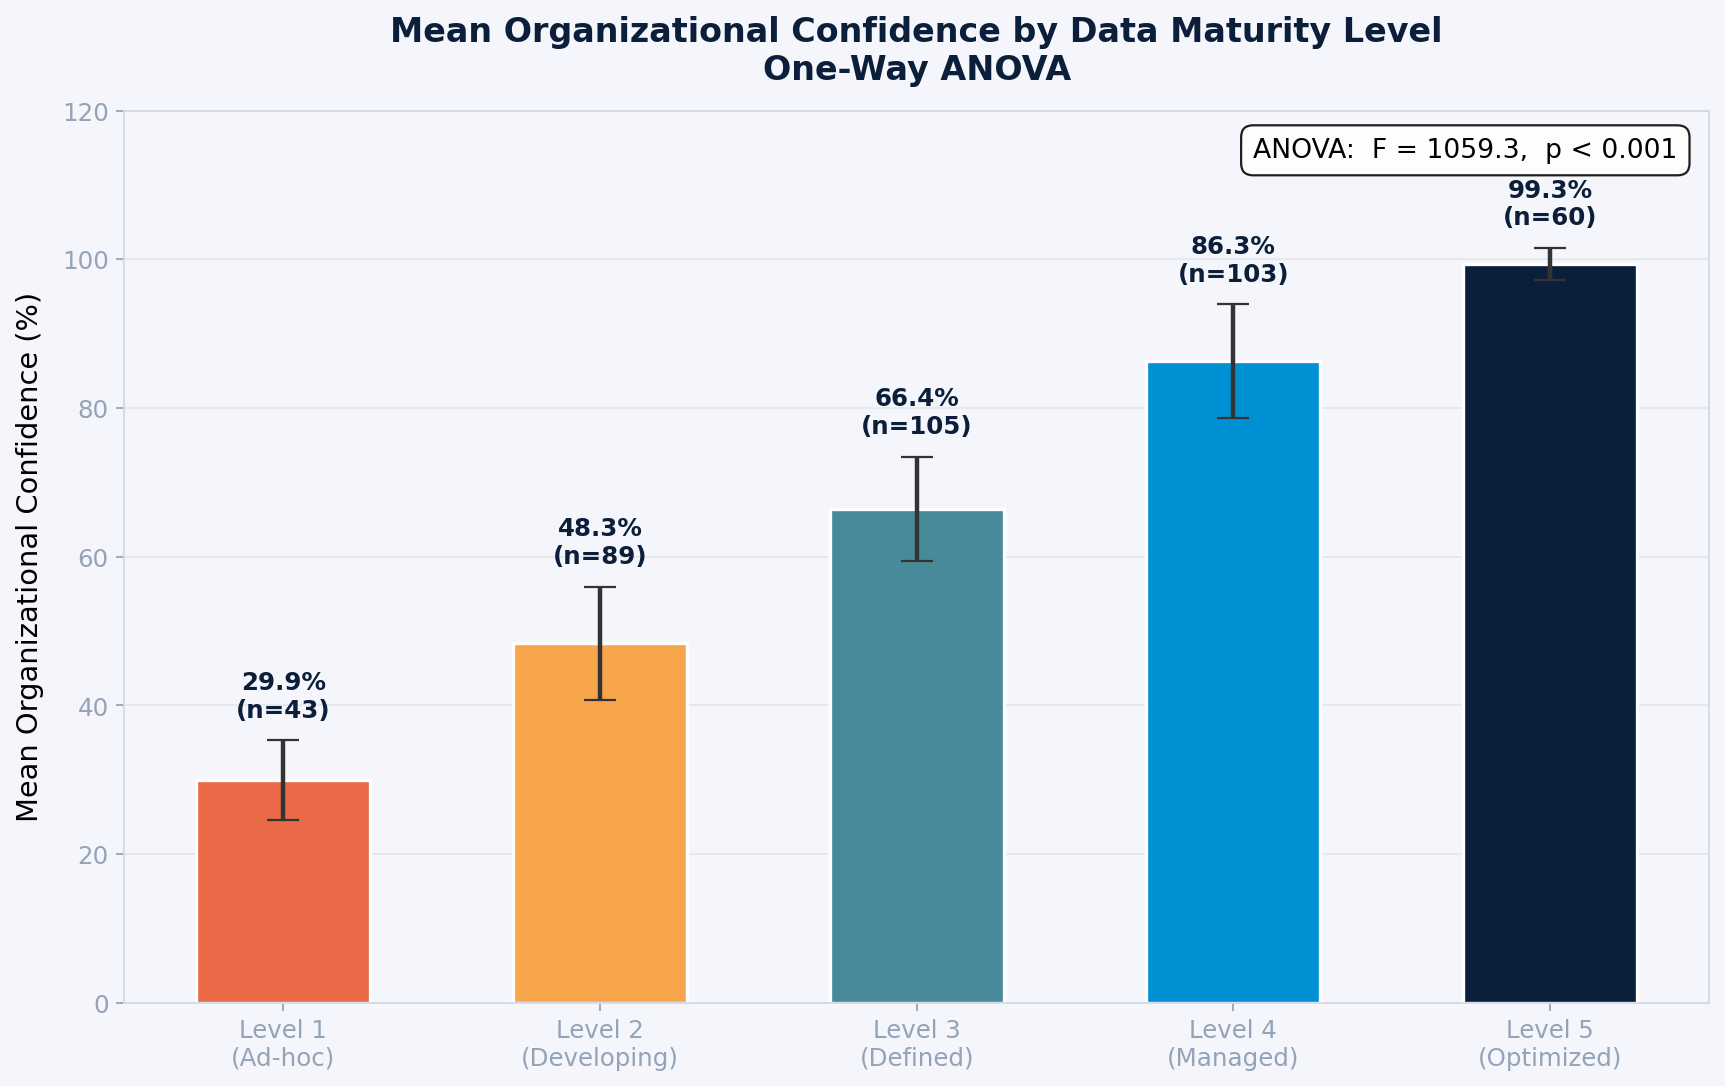 Mean Organizational Confidence by Data Maturity Level
One-Way ANOVA
Mean Organizational Confidence (%)
120
100
80
60
40
20
0
ANOVA:  F = 1059.3,  p < 0.001
29.9%
(n=43)
48.3%
(n=89)
66.4%
(n=105)
86.3%
(n=103)
99.3%
(n=60)
Level 1
(Ad-hoc)
Level 2
(Developing)
Level 3
(Defined)
Level 4
(Managed)
Level 5
(Optimized)